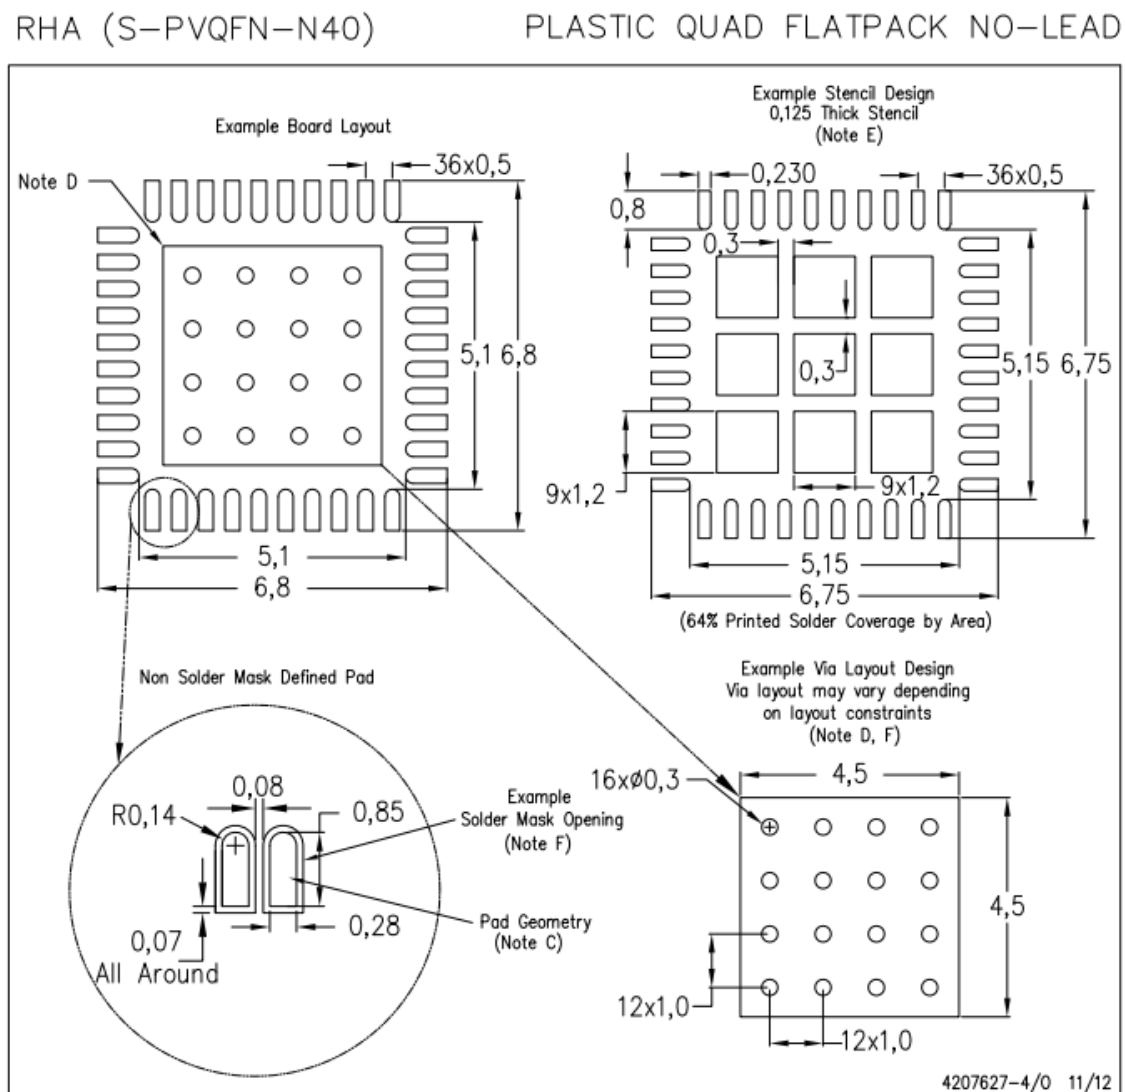 RHA (S-PVQFN-N40)
PLASTIC QUAD FLATPACK NO-LEAD
Example Board Layout
Note D
36x0,5
5,1
6,8
5,1
6,8
Example Stencil Design
0,125 Thick Stencil
(Note E)
0,230
36x0,5
0,8
0,3
0,3
5,15
6,75
9x1,2
9x1,2
5,15
6,75
(64% Printed Solder Coverage by Area)
Non Solder Mask Defined Pad
0,08
R0,14
0,85
Example
Solder Mask Opening
(Note F)
Pad Geometry
(Note C)
0,28
0,07
All Around
Example Via Layout Design
Via layout may vary depending
on layout constraints
(Note D, F)
16xø0,3
4,5
4,5
12x1,0
12x1,0
4207627-4/O 11/12